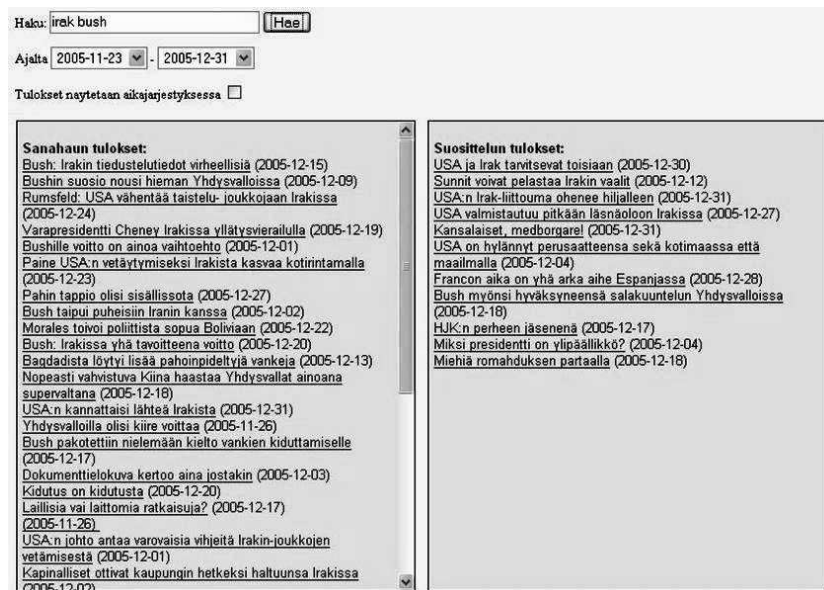 Haku: irak bush Hae
Ajalta 2005-11-23 - 2005-12-31
Tulokset naytetaan aikajarjestyksessa
Sanahaun tulokset:
Bush: Irakin tiedustelutiedot virheellisiä (2005-12-15)
Bushin suosio nousi hieman Yhdysvalloissa (2005-12-09)
Rumsfeld: USA vähentää taistelu- joukkojaan Irakissa
(2005-12-24)
Varapresidentti Cheney Irakissa yllätysvierailulla (2005-12-19)
Bushille voitto on ainoa vaihtoehto (2005-12-01)
Paine USA:n vetäytymiseksi Irakista kasvaa kotirintamalla
(2005-12-23)
Pahin tappio olisi sisällissota (2005-12-27)
Bush taipui puheisiin Iranin kanssa (2005-12-02)
Morales toivoi poliittista sopua Boliviaan (2005-12-22)
Bush: Irakissa yhä tavoitteena voitto (2005-12-20)
Bagdadista löytyi lisää pahoinpideltyjä vankeja (2005-12-13)
Nopeasti vahvistuva Kiina haastaa Yhdysvallat ainoana
supervaltana (2005-12-18)
USA:n kannattaisi lähteä Irakista (2005-12-31)
Yhdysvalloilla olisi kiire voittaa (2005-11-26)
Bush pakotettiin nielemään kielto vankien kiduttamiselle
(2005-12-17)
Dokumenttielokuva kertoo aina jostakin (2005-12-03)
Kidutus on kidutusta (2005-12-20)
Laillisia vai laittomia ratkaisuja? (2005-12-17)
(2005-11-26)
USA:n johto antaa varovaisia vihjeitä Irakin-joukkojen
vetämisestä (2005-12-01)
Kapinalliset ottivat kaupungin hetkeksi haltuunsa Irakissa
(2005-12-02)
Suosittelun tulokset:
USA ja Irak tarvitsevat toisiaan (2005-12-30)
Sunnit voivat pelastaa Irakin vaalit (2005-12-12)
USA:n Irak-liittouma ohenee hiljalleen (2005-12-31)
USA valmistautuu pitkään läsnäoloon Irakissa (2005-12-27)
Kansalaiset, medborgare! (2005-12-31)
USA on hylännyt perusaatteensa sekä kotimaassa että
maailmalla (2005-12-04)
Francon aika on yhä arka aihe Espanjassa (2005-12-28)
Bush myönsi hyväksyneensä salakuuntelun Yhdysvalloissa
(2005-12-18)
HJK:n perheen jäsenenä (2005-12-17)
Miksi presidentti on ylipäällikkö? (2005-12-04)
Miehiä romahduksen partaalla (2005-12-18)